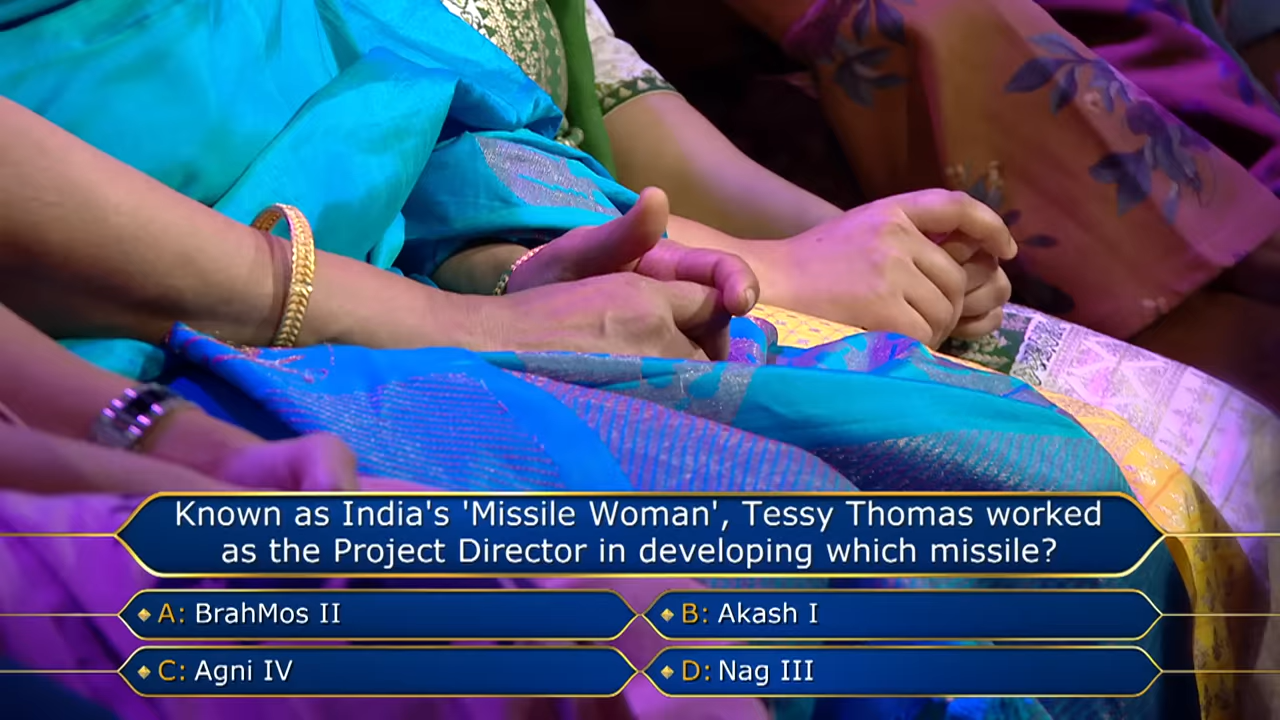 Known as India's 'Missile Woman', Tessy Thomas worked
as the Project Director in developing which missile?
A: BrahMos II
B: Akash I
C: Agni IV
D: Nag III